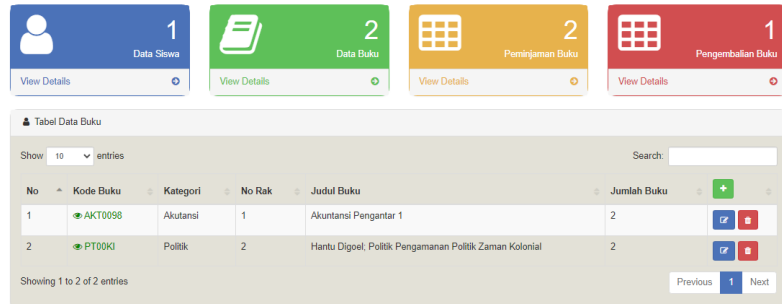 1 2 2 1
Data Siswa Data Buku Peminjaman Buku Pengembalian Buku
View Details View Details View Details View Details
Tabel Data Buku
Show 10 entries Search:
No Kode Buku Kategori No Rak Judul Buku Jumlah Buku
1 AKT0098 Akutansi 1 Akuntansi Pengantar 1 2
2 PT00KI Politik 2 Hantu Digoel; Politik Pengamanan Politik Zaman Kolonial 2
Showing 1 to 2 of 2 entries Previous 1 Next